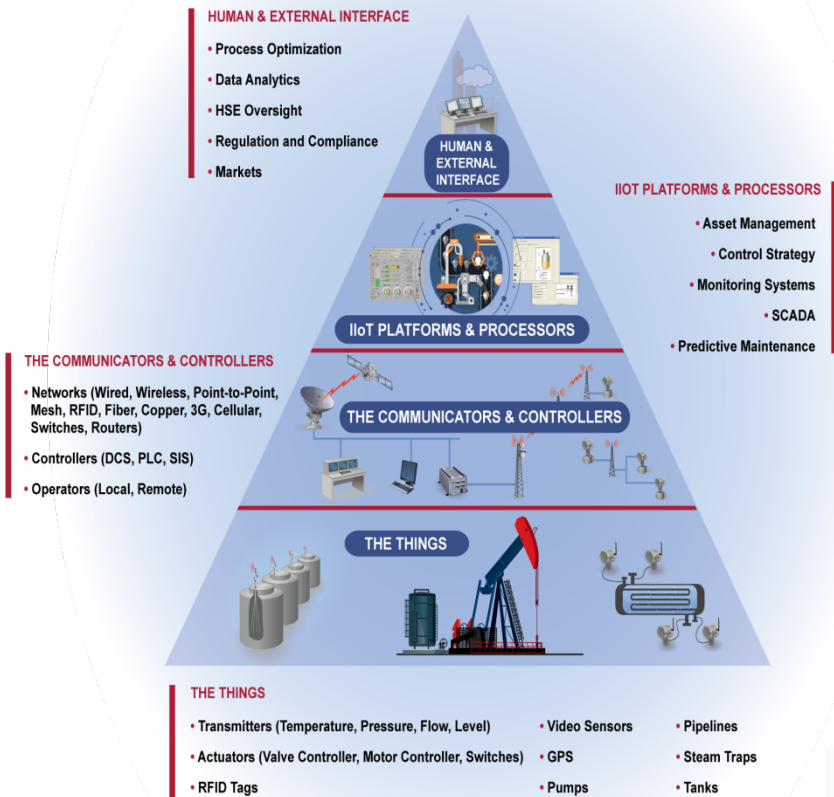 HUMAN & EXTERNAL INTERFACE
• Process Optimization
• Data Analytics
• HSE Oversight
• Regulation and Compliance
• Markets
HUMAN &
EXTERNAL
INTERFACE
IIOT PLATFORMS & PROCESSORS
• Asset Management
• Control Strategy
• Monitoring Systems
• SCADA
• Predictive Maintenance
IIoT PLATFORMS & PROCESSORS
THE COMMUNICATORS & CONTROLLERS
• Networks (Wired, Wireless, Point-to-Point,
Mesh, RFID, Fiber, Copper, 3G, Cellular,
Switches, Routers)
• Controllers (DCS, PLC, SIS)
• Operators (Local, Remote)
THE COMMUNICATORS & CONTROLLERS
THE THINGS
THE THINGS
• Transmitters (Temperature, Pressure, Flow, Level)
• Actuators (Valve Controller, Motor Controller, Switches)
• RFID Tags
• Video Sensors
• GPS
• Pumps
• Pipelines
• Steam Traps
• Tanks